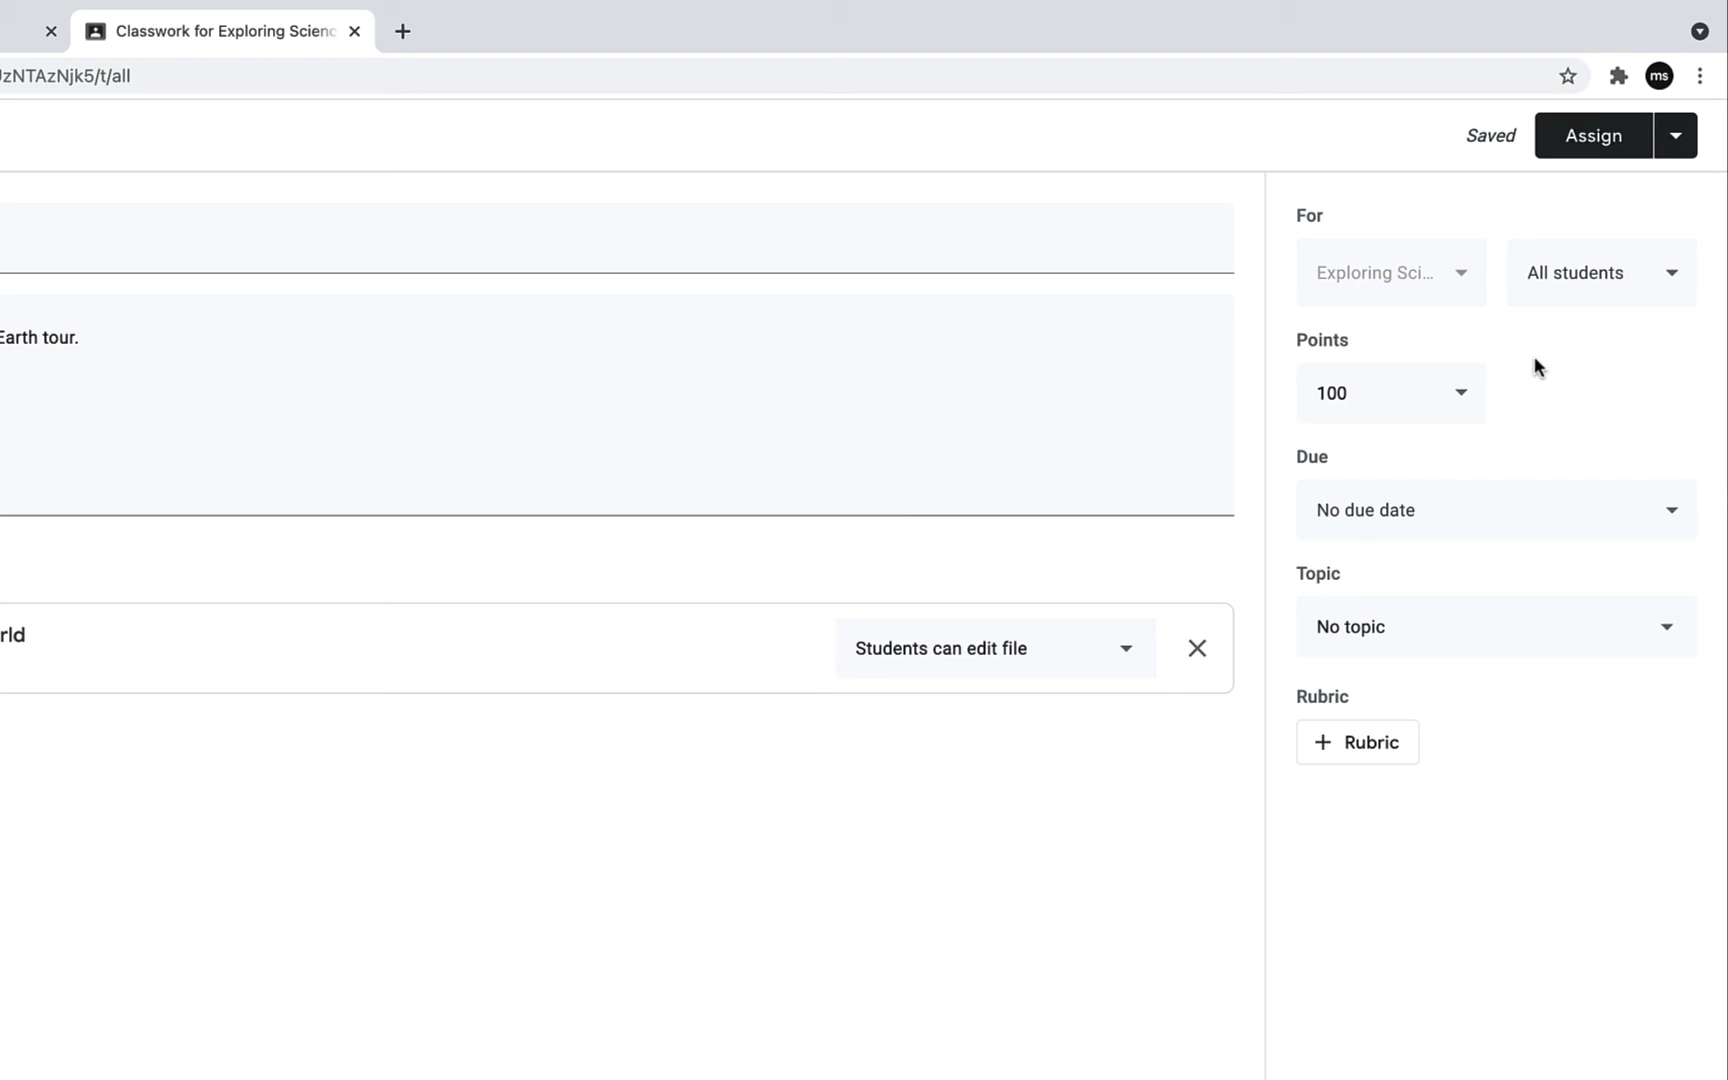 Classwork for Exploring Scienc
zNTAzNjk5/t/all
ms
Saved
Assign
For
Exploring Sci...
All students
Earth tour.
Points
100
Due
No due date
Topic
No topic
rld
Students can edit file
Rubric
+ Rubric